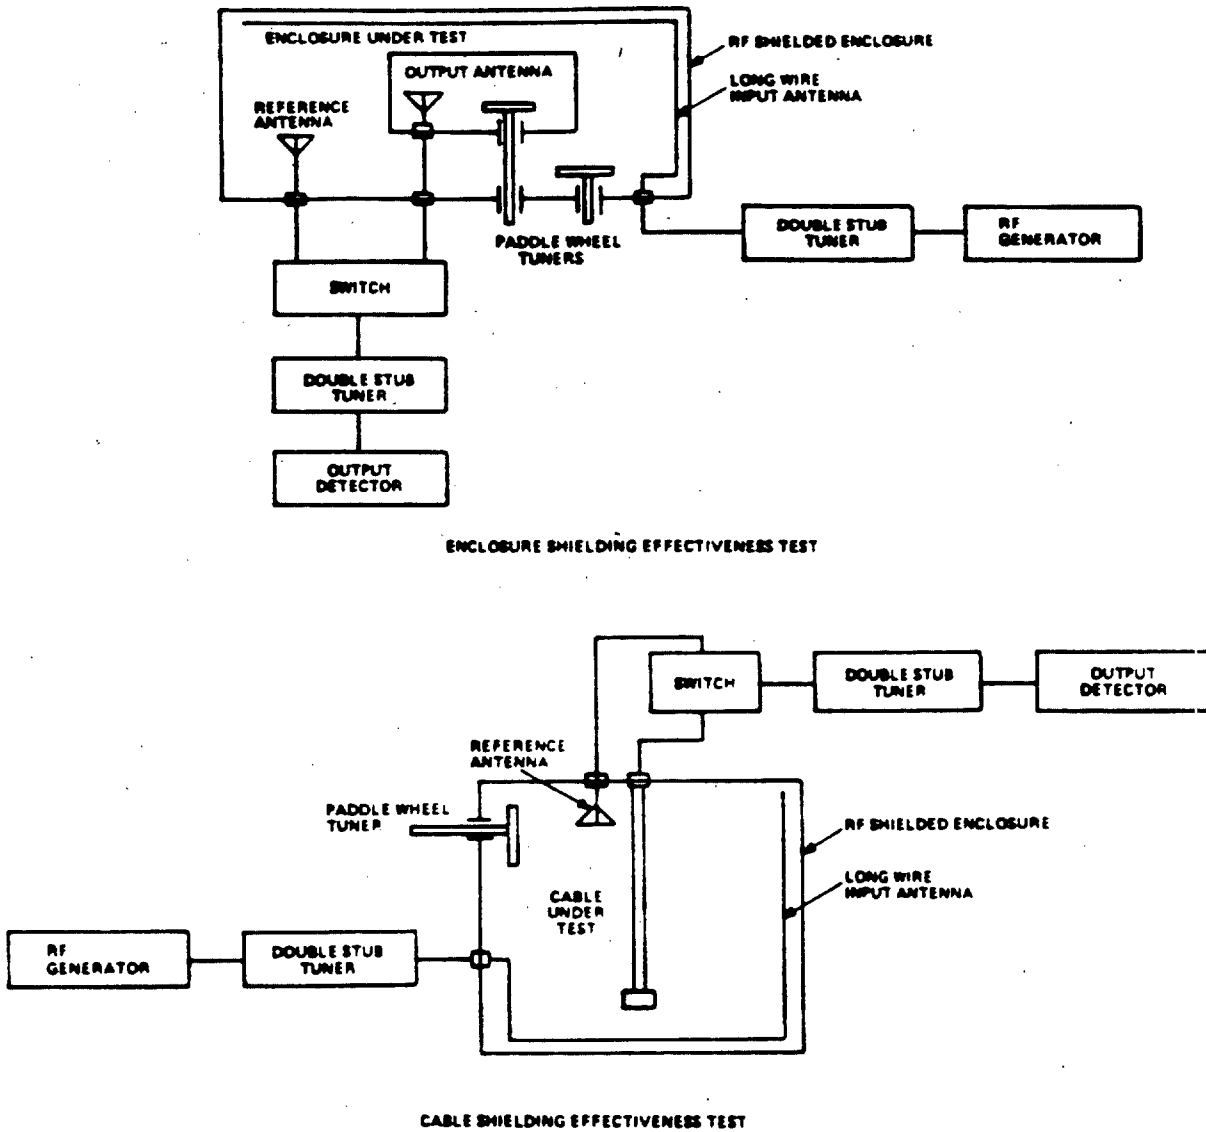 ENCLOSURE UNDER TEST
RF SHIELDED ENCLOSURE
OUTPUT ANTENNA
LONG WIRE
INPUT ANTENNA
REFERENCE
ANTENNA
PADDLE WHEEL
TUNERS
DOUBLE STUB
TUNER
RF
GENERATOR
SWITCH
DOUBLE STUB
TUNER
OUTPUT
DETECTOR
ENCLOSURE SHIELDING EFFECTIVENESS TEST
SWITCH
DOUBLE STUB
TUNER
OUTPUT
DETECTOR
REFERENCE
ANTENNA
PADDLE WHEEL
TUNER
RF SHIELDED ENCLOSURE
LONG WIRE
INPUT ANTENNA
CABLE
UNDER
TEST
RF
GENERATOR
DOUBLE STUB
TUNER
CABLE SHIELDING EFFECTIVENESS TEST